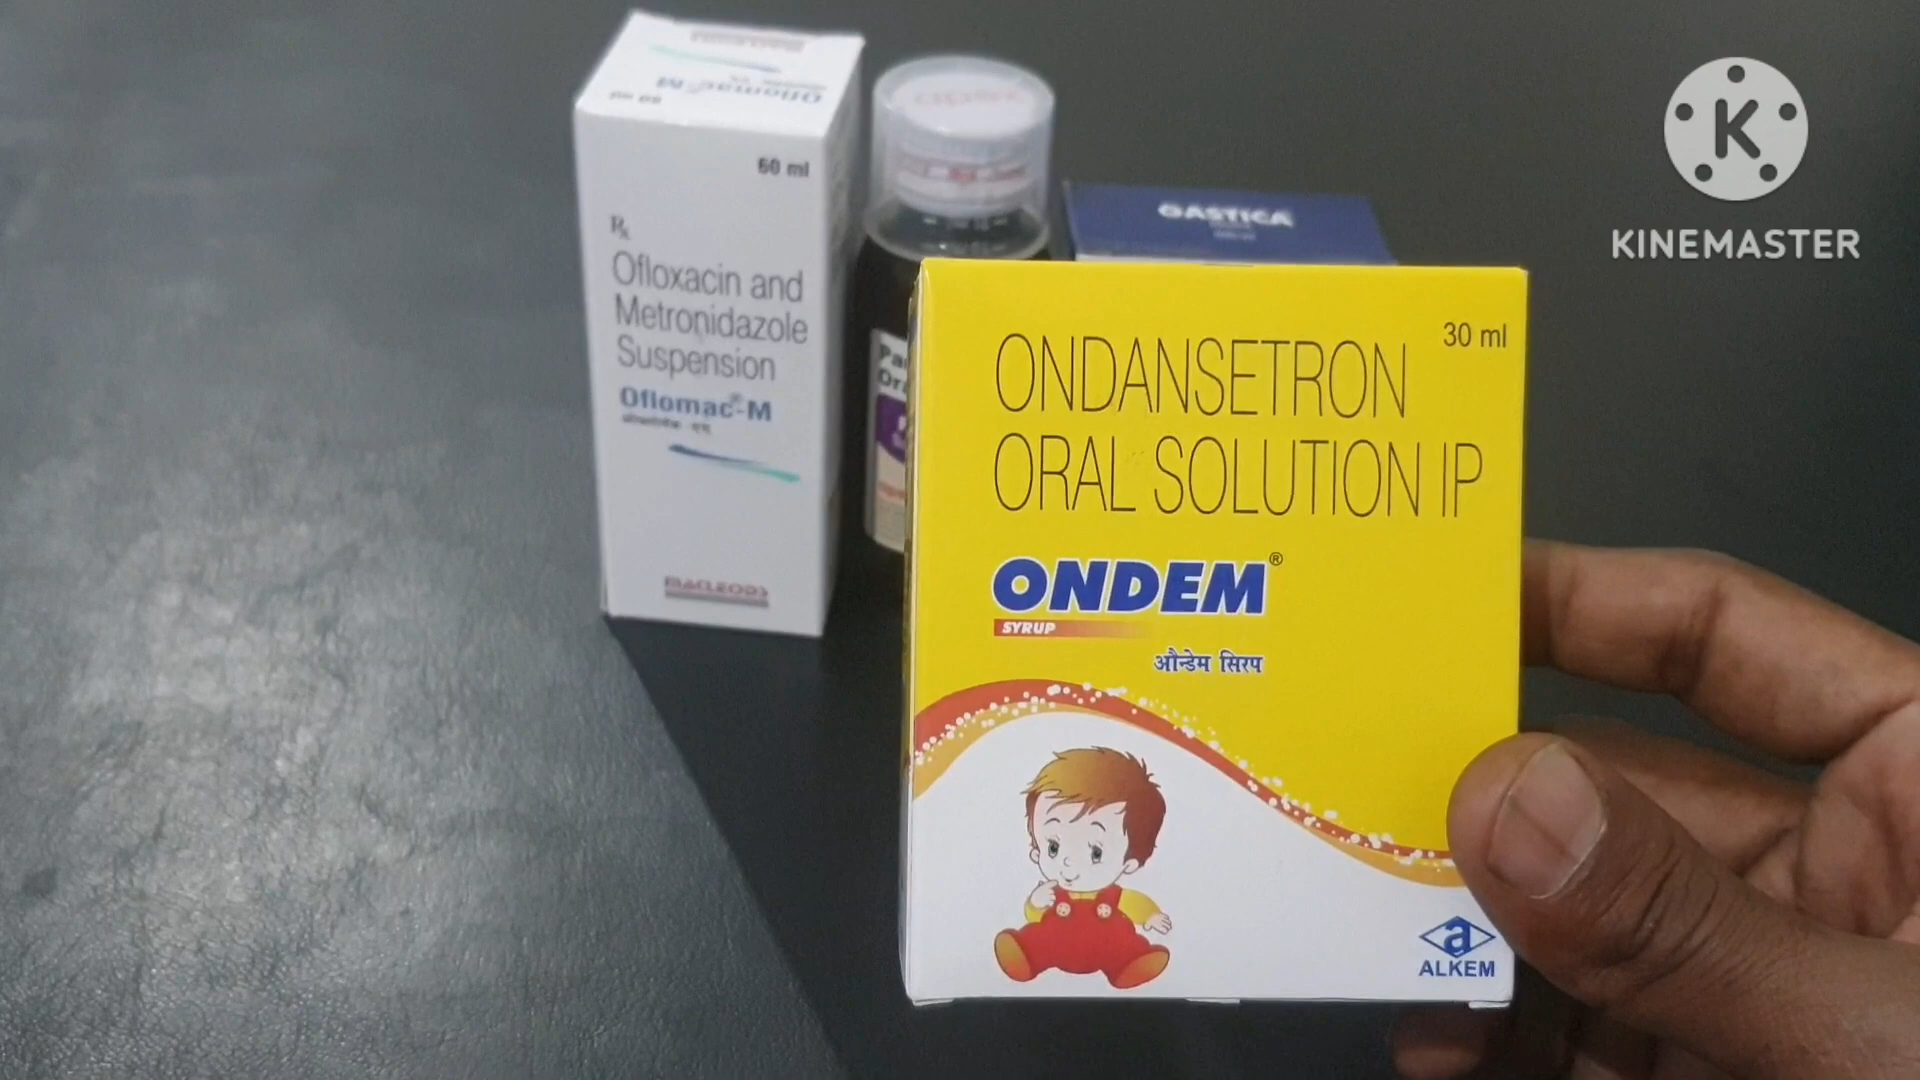 60 ml
Rx
Ofloxacin and
Metronidazole
Suspension
Oflomac®-M
MACLEODS
GASTICA
30 ml
ONDANSETRON
ORAL SOLUTION IP
ONDEM®
SYRUP
औन्डेम सिरप
a
ALKEM
K
KINEMASTER